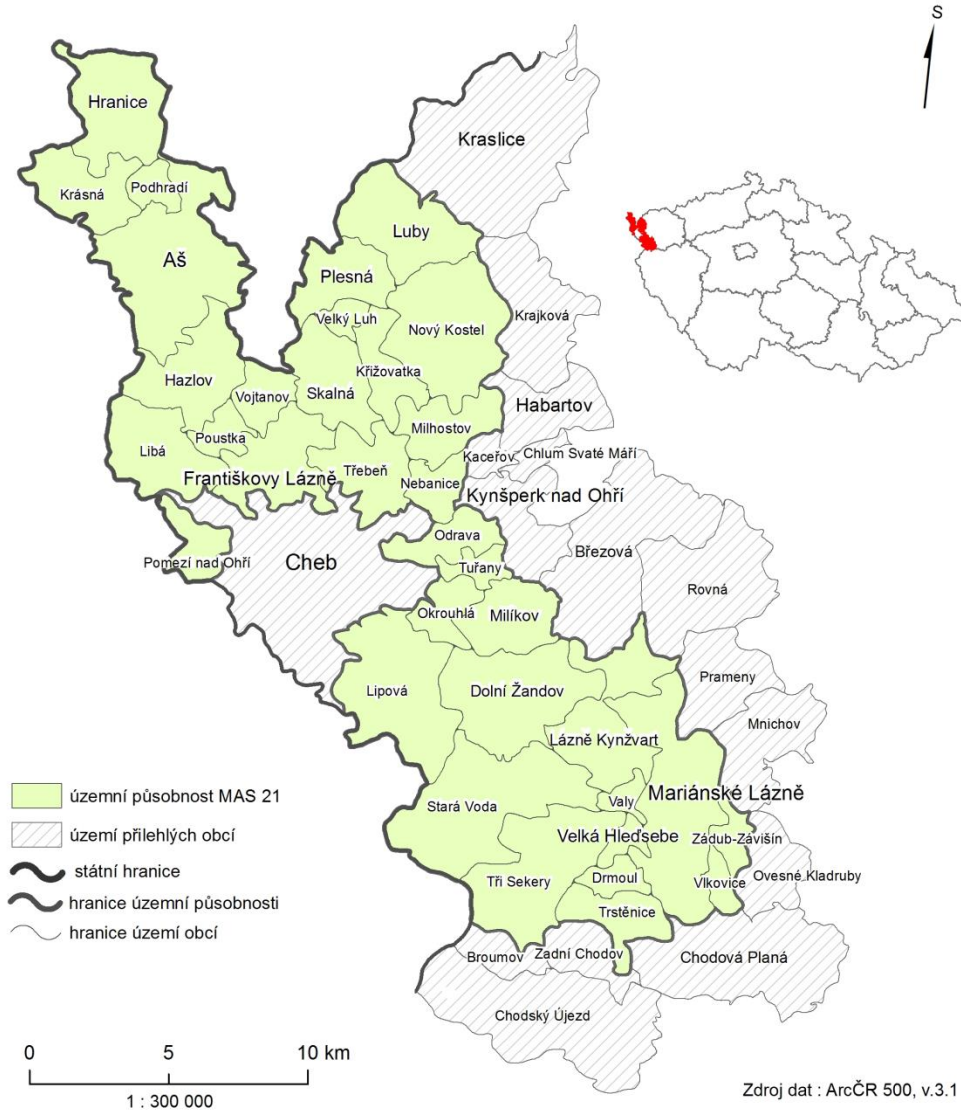 S
Hranice
Kraslice
Krásná
Podhradí
Luby
Aš
Plesná
Velký Luh
Nový Kostel
Krajková
Křižovatka
Hazlov
Vojtanov
Skalná
Habartov
Milhostov
Poustka
Libá
Kaceřov
Chlum Svaté Máří
Františkovy Lázně
Třebeň
Nebanice
Kynšperk nad Ohří
Odrava
Březová
Cheb
Pomezí nad Ohří
Tuřany
Rovná
Okrouhlá
Milíkov
Prameny
Lipová
Dolní Žandov
Mnichov
Lázně Kynžvart
územní působnost MAS 21
Stará Voda
Valy
Mariánské Lázně
území přilehlých obcí
Velká Hleďsebe
Zádub-Závišín
státní hranice
Tři Sekery
Drmoul
Vlkovice
Ovesné Kladruby
hranice územní působnosti
Trstěnice
hranice území obcí
Broumov
Zadní Chodov
Chodová Planá
Chodský Újezd
0 5 10 km
1 : 300 000
Zdroj dat : ArcČR 500, v.3.1